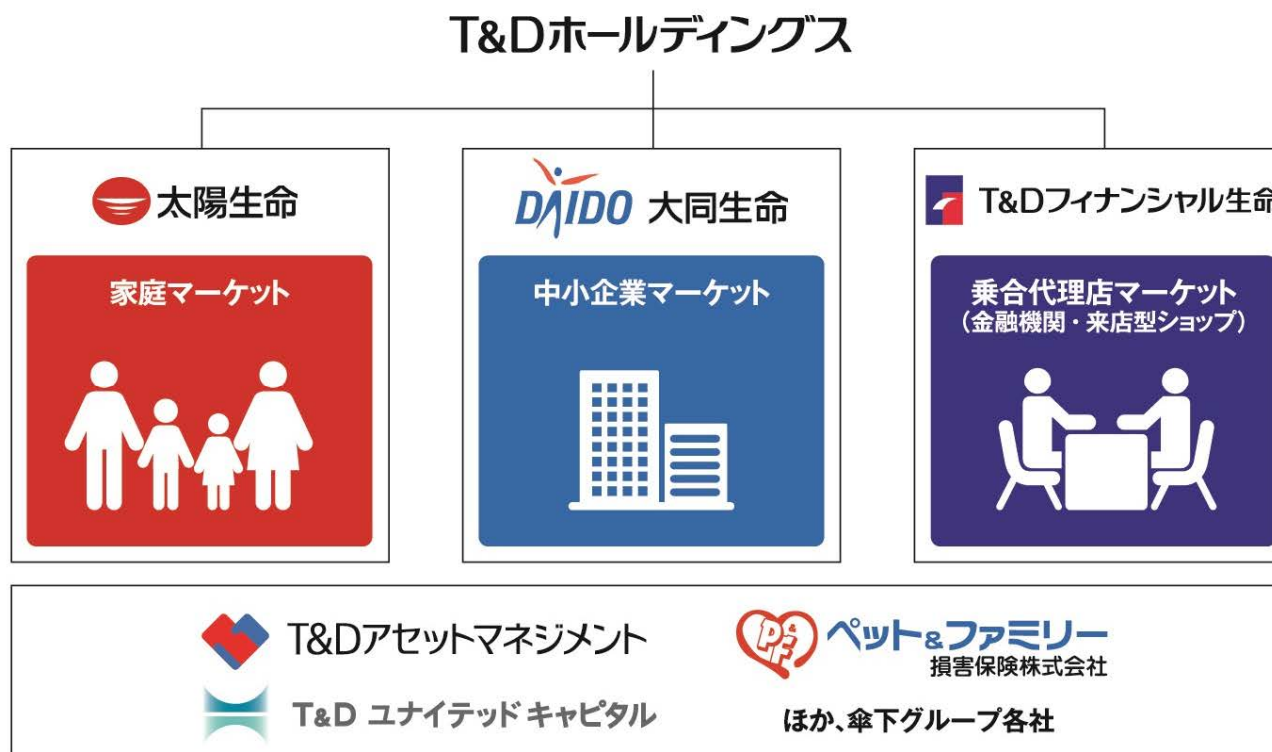 T&Dホールディングス
太陽生命
家庭マーケット
DAIDO 大同生命
中小企業マーケット
T&Dフィナンシャル生命
乗合代理店マーケット
(金融機関・来店型ショップ)
T&Dアセットマネジメント
P&F ペット&ファミリー
損害保険株式会社
T&D ユナイテッド キャピタル
ほか、傘下グループ各社